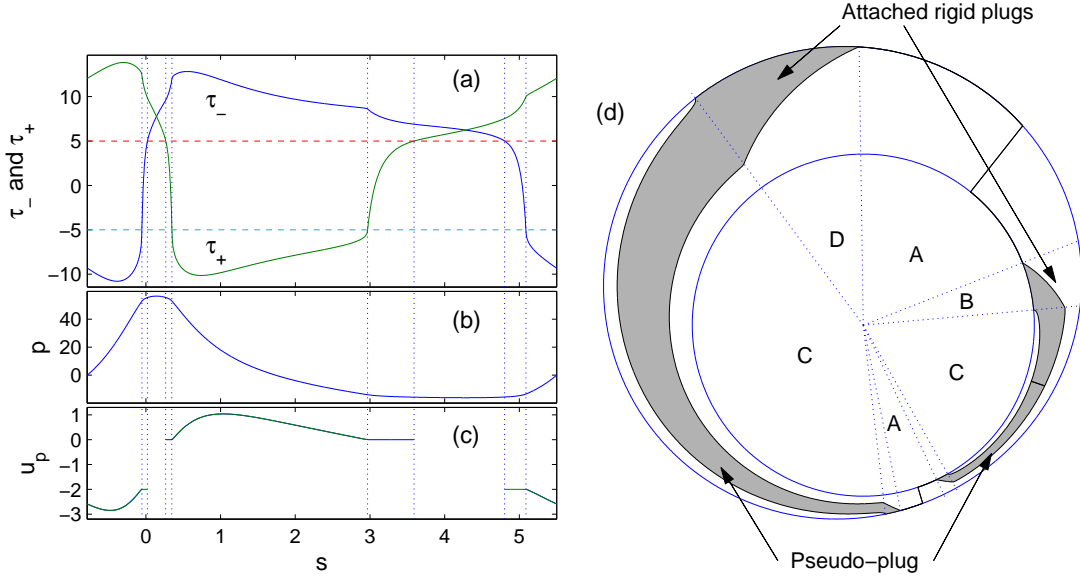 (a)
τ_
τ+
τ_ and τ+
10
5
0
−5
−10
(b)
p
40
20
0
(c)
up
1
0
−1
−2
−3
0 1 2 3 4 5
s
(d)
Attached rigid plugs
D
A
B
C
C
A
Pseudo−plug